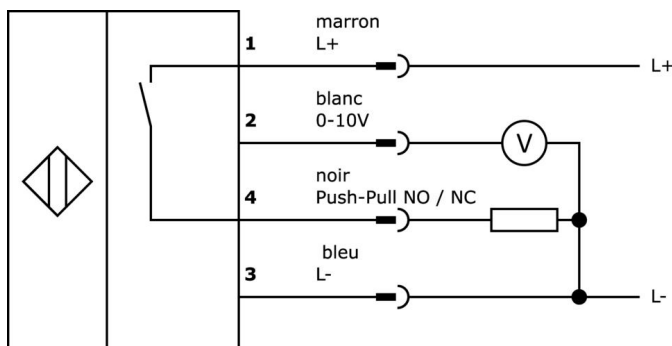 marron
1 L+
L+
blanc
2 0-10V
V
noir
4 Push-Pull NO / NC
bleu
3 L-
L-